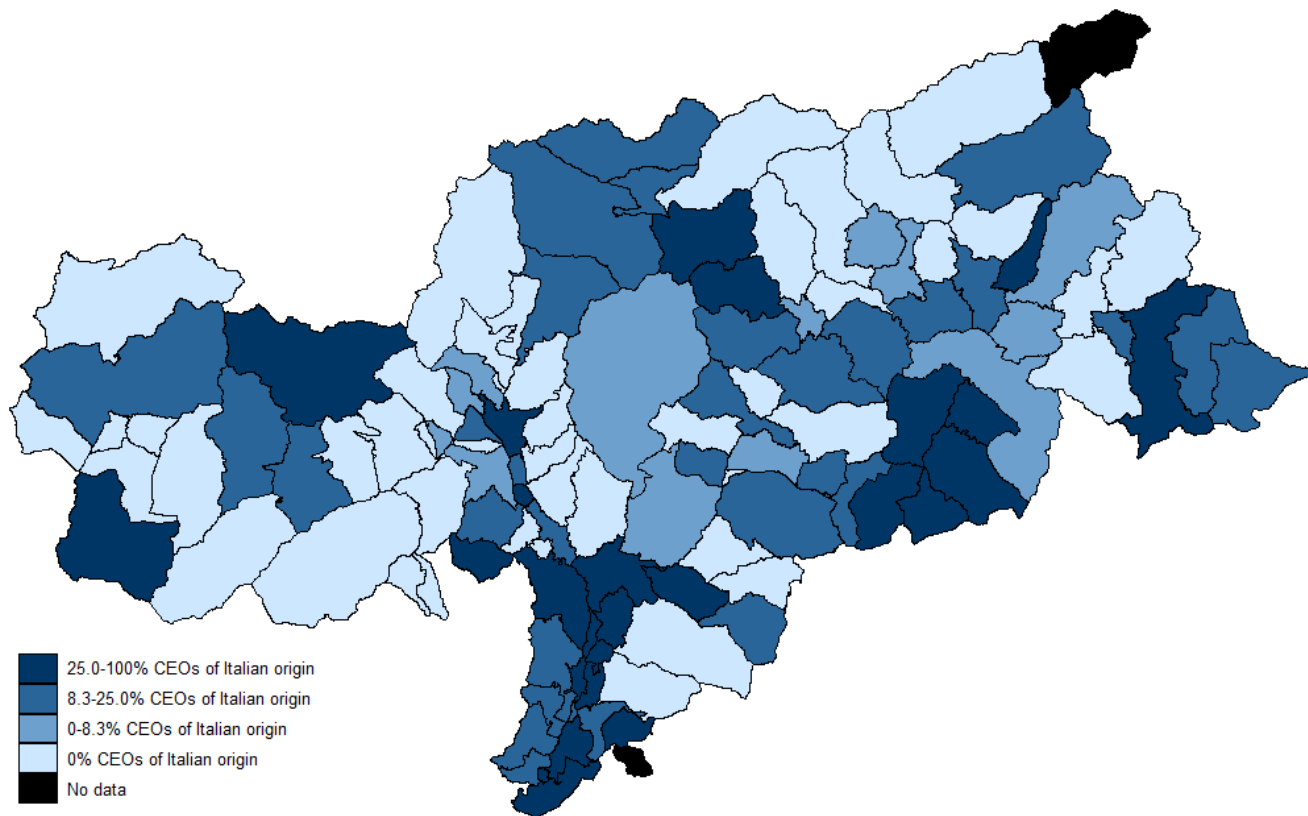 25.0-100% CEOs of Italian origin
8.3-25.0% CEOs of Italian origin
0-8.3% CEOs of Italian origin
0% CEOs of Italian origin
No data